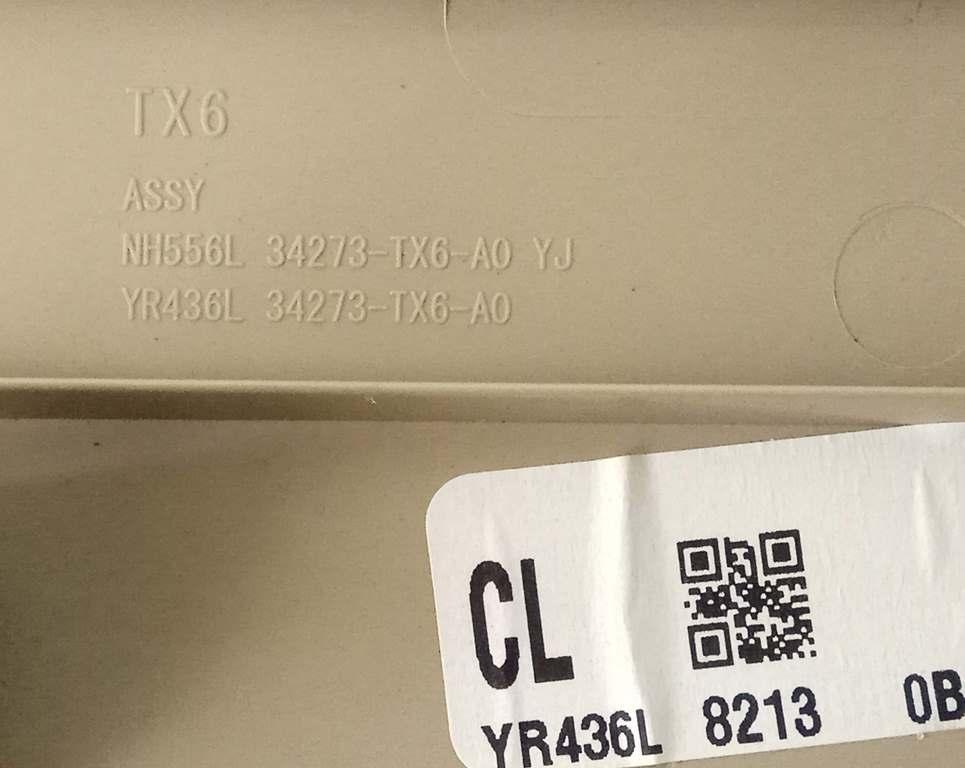 TX6
ASSY
NH556L 34273-TX6-A0 YJ
YR436L 34273-TX6-A0
CL
YR436L 8213 0B